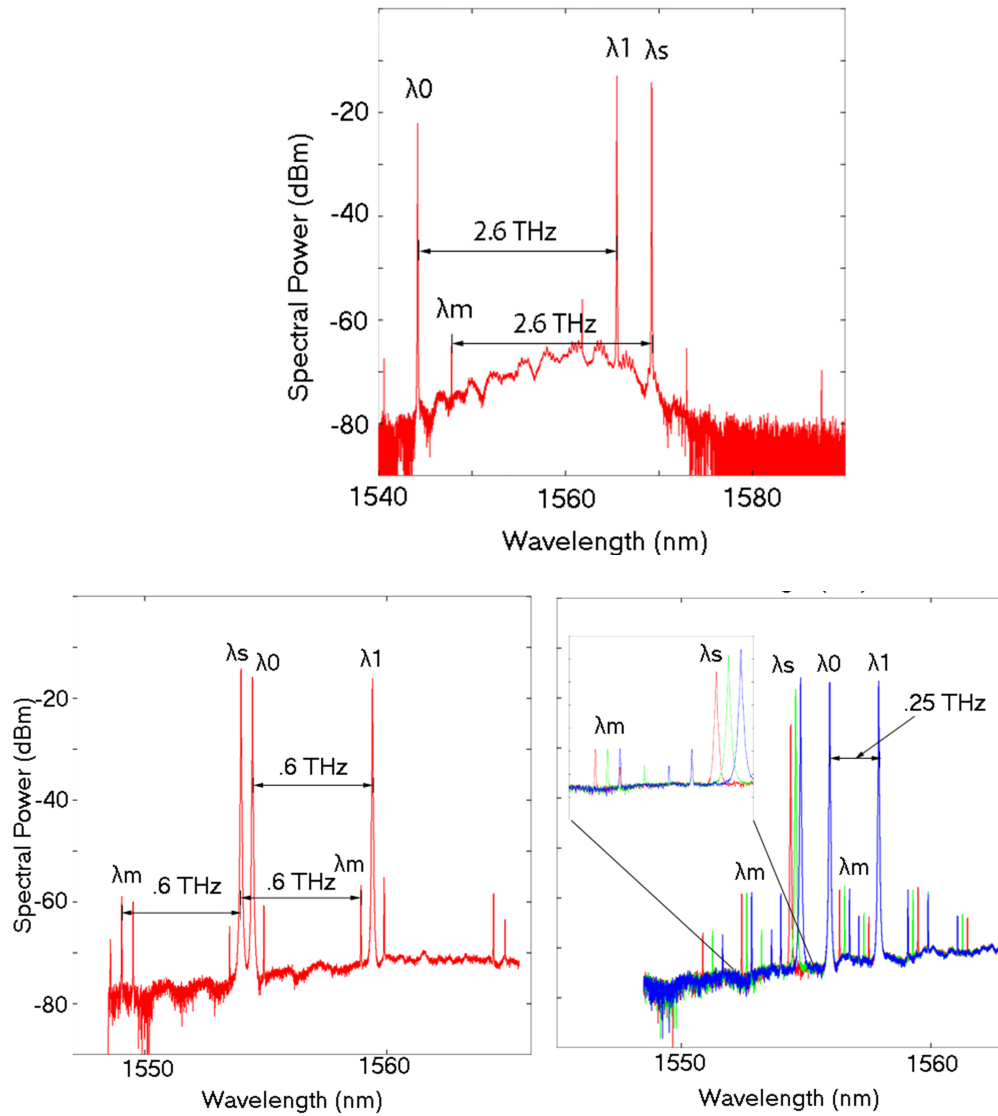 λ0
λ1 λs
-20
-40
-60
-80
2.6 THz
λm
2.6 THz
Spectral Power (dBm)
1540
1560
1580
Wavelength (nm)
λs
λ0
λ1
-20
-40
-60
-80
.6 THz
λm
.6 THz
.6 THz
λm
Spectral Power (dBm)
1550
1560
Wavelength (nm)
λs
λm
λs
λ0
λ1
.25 THz
λm
λm
1550
1560
Wavelength (nm)